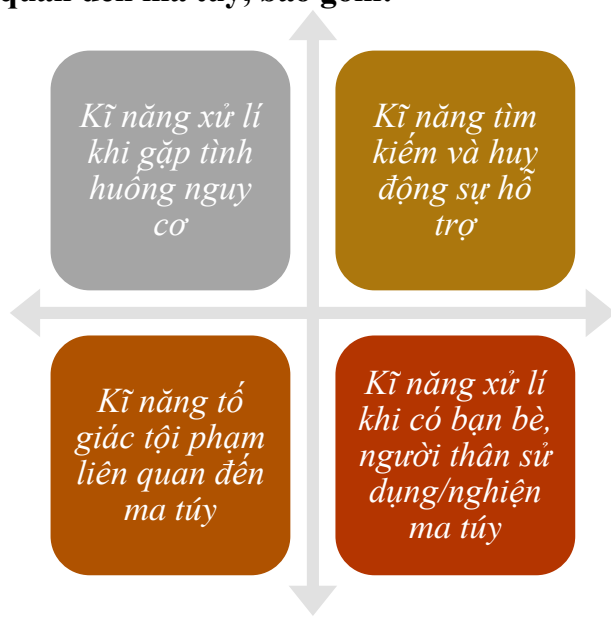 quan đến ma túy, bao gồm:
Kĩ năng xử lí
khi gặp tình
huống nguy
cơ
Kĩ năng tìm
kiếm và huy
động sự hỗ
trợ
Kĩ năng tố
giác tội phạm
liên quan đến
ma túy
Kĩ năng xử lí
khi có bạn bè,
người thân sử
dụng/nghiện
ma túy